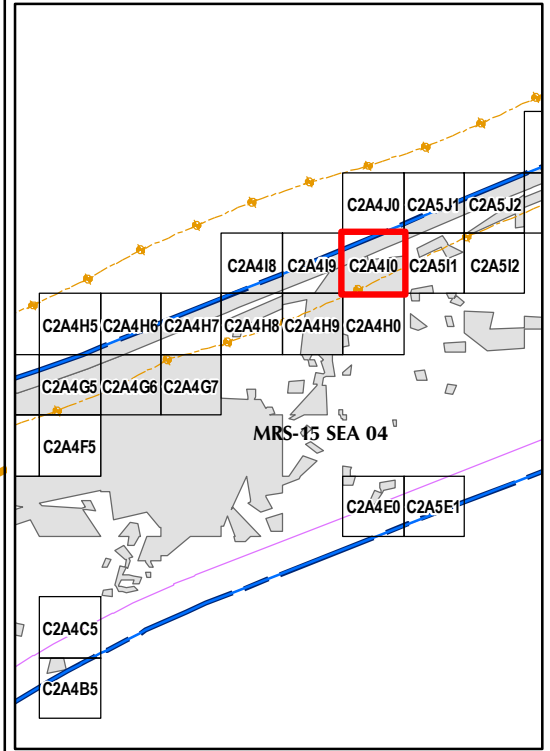 C2A4J0 C2A5J1 C2A5J2
C2A4I8 C2A4I9 C2A4I0 C2A5I1 C2A5I2
C2A4H5 C2A4H6 C2A4H7 C2A4H8 C2A4H9 C2A4H0
C2A4G5 C2A4G6 C2A4G7
C2A4F5
MRS-15 SEA 04
C2A4E0 C2A5E1
C2A4C5
C2A4B5